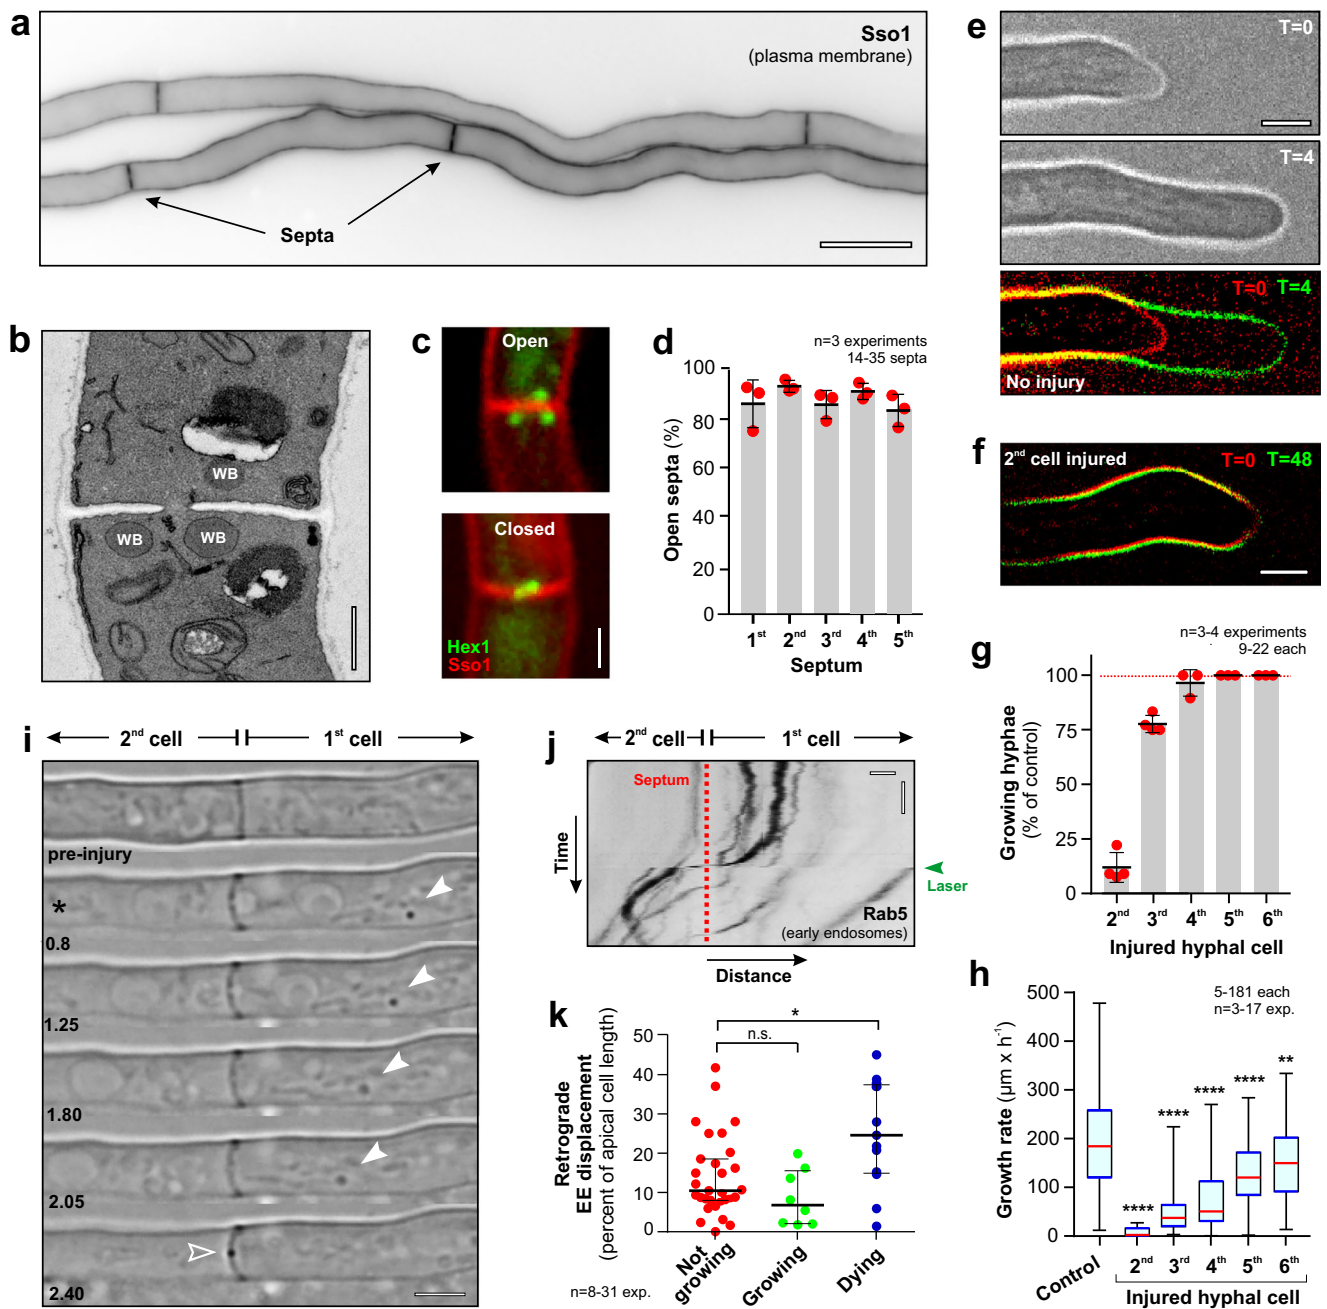 a
Sso1
(plasma membrane)
Septa
b
WB
WB
WB
c
Open
Closed
Hex1
Sso1
d
n=3 experiments
14-35 septa
Open septa (%)
100
80
60
40
20
0
1st 2nd 3rd 4th 5th
Septum
e
T=0
T=4
T=0 T=4
No injury
f
2nd cell injured
T=0 T=48
g
n=3-4 experiments
9-22 each
Growing hyphae
(% of control)
100
75
50
25
0
2nd 3rd 4th 5th 6th
Injured hyphal cell
h
5-181 each
n=3-17 exp.
Growth rate (µm x h-1)
500
400
300
200
100
0
****
****
****
****
**
Control 2nd 3rd 4th 5th 6th
Injured hyphal cell
i
2nd cell 1st cell
pre-injury
*
0.8
1.25
1.80
2.05
2.40
j
2nd cell 1st cell
Septum
Time
Laser
Rab5
(early endosomes)
Distance
k
Retrograde
EE displacement
(percent of apical cell length)
50
40
30
20
10
0
*
n.s.
Not growing
Growing
Dying
n=8-31 exp.